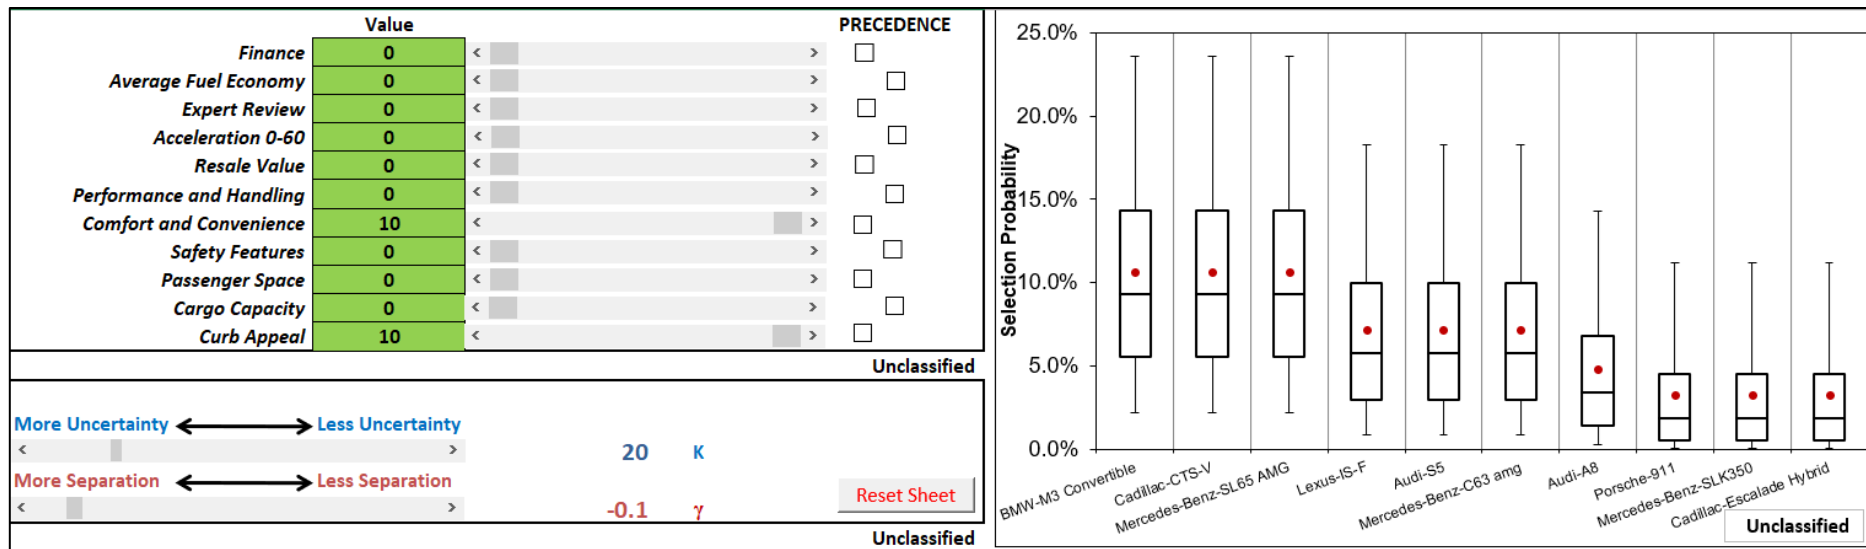 Value PRECEDENCE
Finance 0
Average Fuel Economy 0
Expert Review 0
Acceleration 0-60 0
Resale Value 0
Performance and Handling 0
Comfort and Convenience 10
Safety Features 0
Passenger Space 0
Cargo Capacity 0
Curb Appeal 10
Unclassified
More Uncertainty Less Uncertainty
20 K
More Separation Less Separation
-0.1 γ
Reset Sheet
Unclassified
Selection Probability
25.0%
20.0%
15.0%
10.0%
5.0%
0.0%
BMW-M3 Convertible
Cadillac-CTS-V
Mercedes-Benz-SL65 AMG
Lexus-IS-F
Audi-S5
Mercedes-Benz-C63 amg
Audi-A8
Porsche-911
Mercedes-Benz-SLK350
Cadillac-Escalade Hybrid
Unclassified